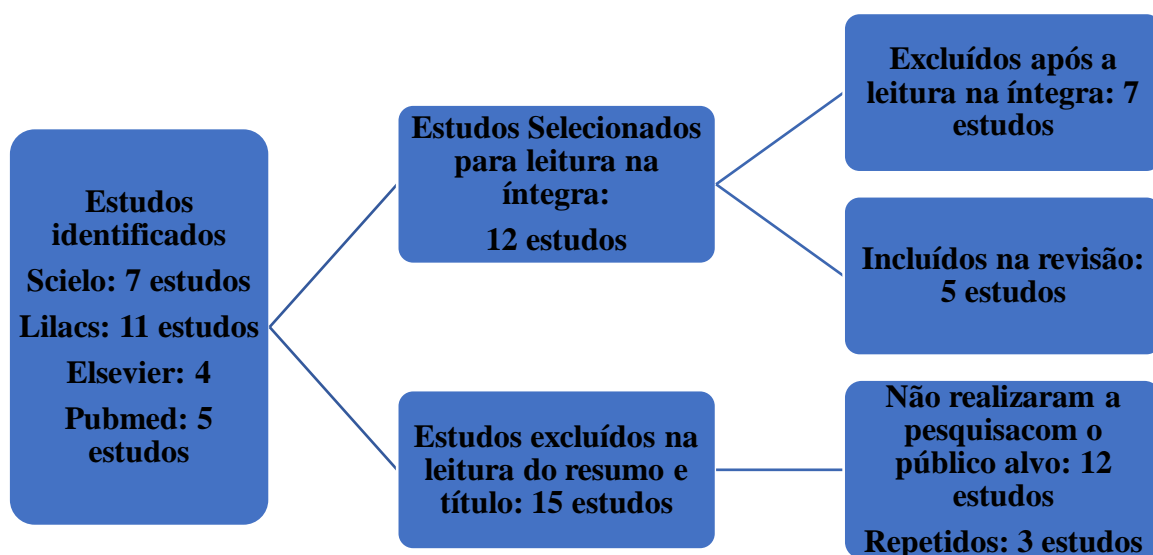 Estudos
identificados
Scielo: 7 estudos
Lilacs: 11 estudos
Elsevier: 4
Pubmed: 5
estudos
Estudos Selecionados
para leitura na
íntegra:
12 estudos
Estudos excluídos na
leitura do resumo e
título: 15 estudos
Excluídos após a
leitura na íntegra: 7
estudos
Incluídos na revisão:
5 estudos
Não realizaram a
pesquisacom o
público alvo: 12
estudos
Repetidos: 3 estudos